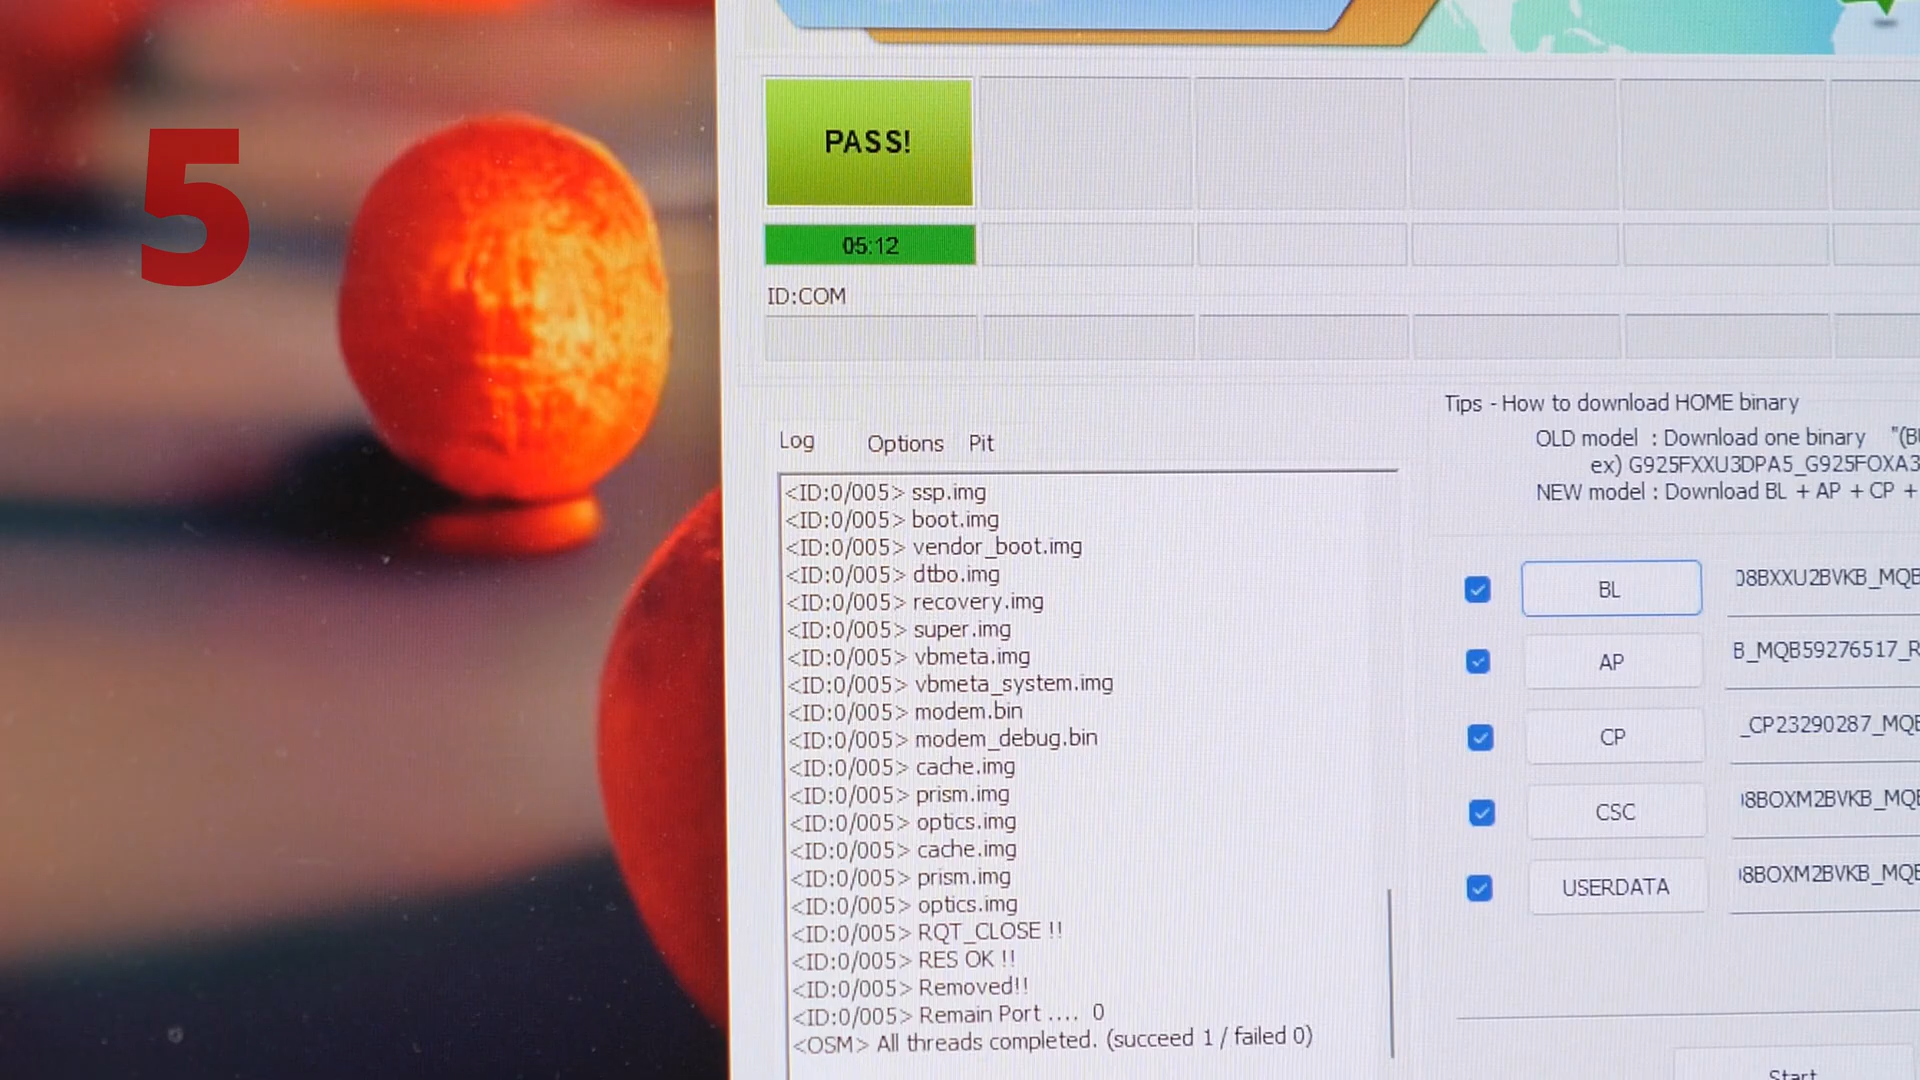 5
PASS!
05:12
ID:COM
Tips - How to download HOME binary
OLD model : Download one binary "(BL
ex) G925FXXU3DPA5_G925FOXA3
NEW model : Download BL + AP + CP +
Log Options Pit
<ID:0/005> ssp.img
<ID:0/005> boot.img
<ID:0/005> vendor_boot.img
<ID:0/005> dtbo.img
<ID:0/005> recovery.img
<ID:0/005> super.img
<ID:0/005> vbmeta.img
<ID:0/005> vbmeta_system.img
<ID:0/005> modem.bin
<ID:0/005> modem_debug.bin
<ID:0/005> cache.img
<ID:0/005> prism.img
<ID:0/005> optics.img
<ID:0/005> cache.img
<ID:0/005> prism.img
<ID:0/005> optics.img
<ID:0/005> RQT_CLOSE !!
<ID:0/005> RES OK !!
<ID:0/005> Removed!!
<ID:0/005> Remain Port .... 0
<OSM> All threads completed. (succeed 1 / failed 0)
BL 08BXXU2BVKB_MQB
AP B_MQB59276517_R
CP _CP23290287_MQB
CSC 8BOXM2BVKB_MQB
USERDATA 8BOXM2BVKB_MQB
Start